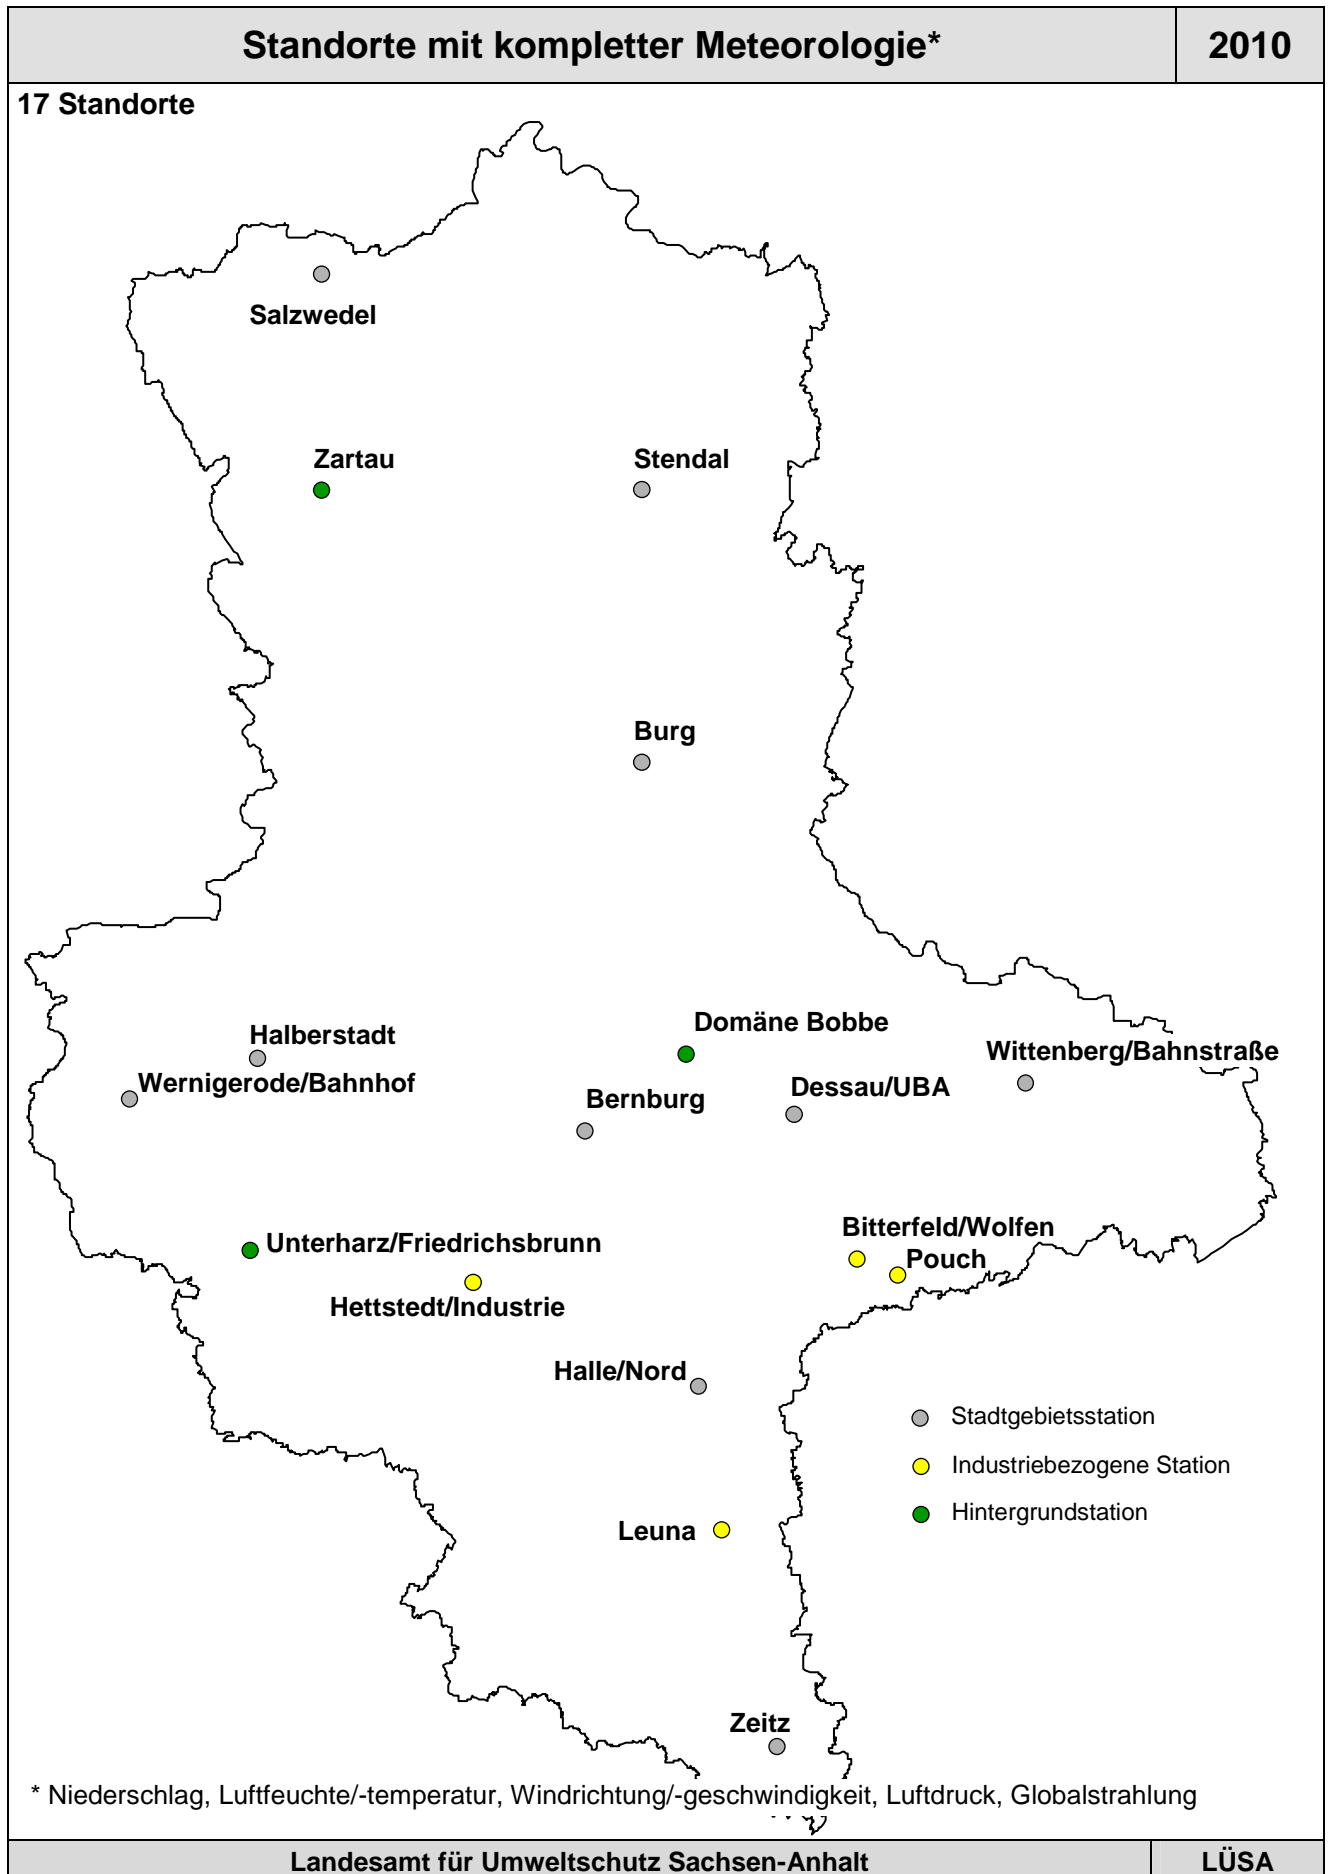 Standorte mit kompletter Meteorologie*
2010
17 Standorte
Salzwedel
Zartau
Stendal
Burg
Domäne Bobbe
Halberstadt
Wittenberg/Bahnstraße
Wernigerode/Bahnhof
Dessau/UBA
Bernburg
Bitterfeld/Wolfen
Unterharz/Friedrichsbrunn
Pouch
Hettstedt/Industrie
Halle/Nord
Stadtgebietsstation
Industriebezogene Station
Hintergrundstation
Leuna
Zeitz
* Niederschlag, Luftfeuchte/-temperatur, Windrichtung/-geschwindigkeit, Luftdruck, Globalstrahlung
Landesamt für Umweltschutz Sachsen-Anhalt
LÜSA